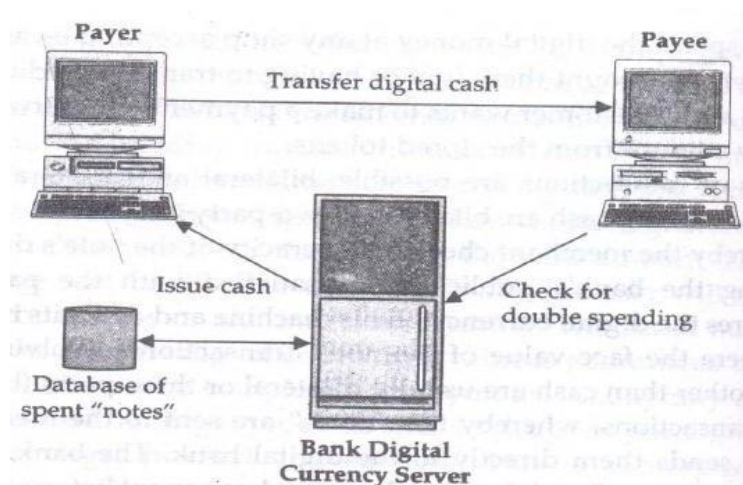 Payer
Payee
Transfer digital cash
Issue cash
Check for
double spending
Database of
spent "notes"
Bank Digital
Currency Server